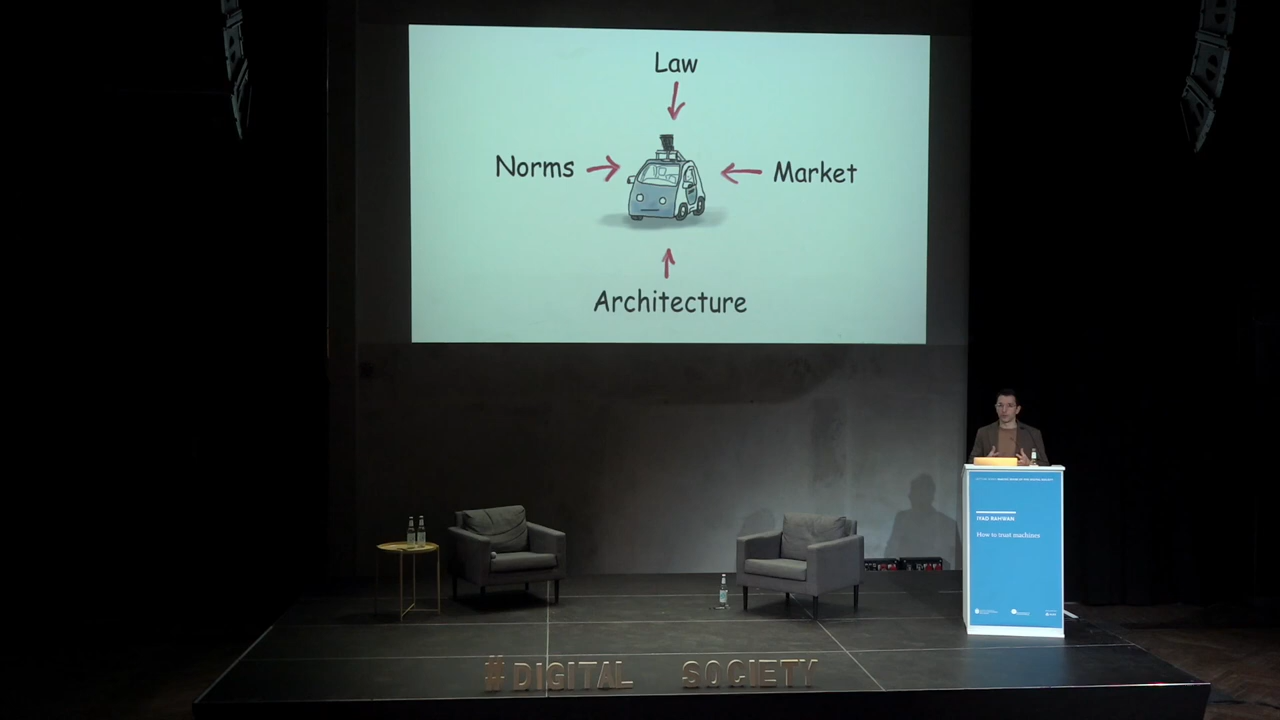 Law
Norms
Market
Architecture
IYAD RAHWAN
How to trust machines
#DIGITAL SOCIETY